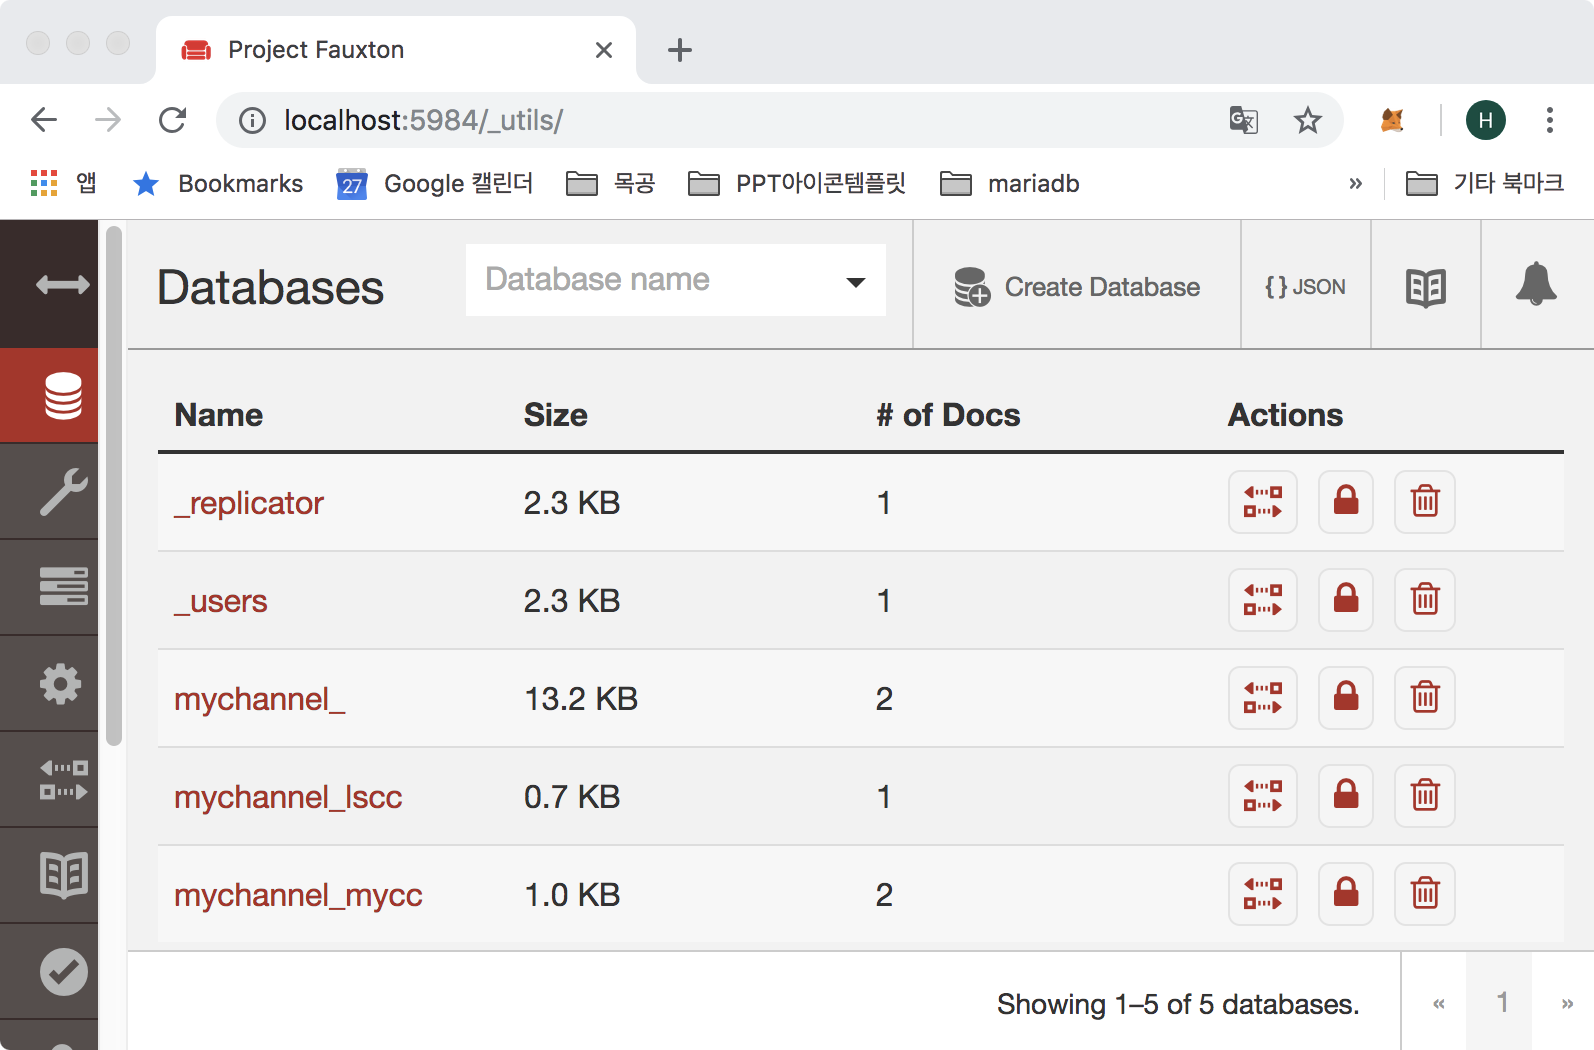 Project Fauxton
localhost:5984/_utils/
H
앱 Bookmarks 27 Google 캘린더 목공 PPT아이콘템플릿 mariadb » 기타 북마크
Databases Database name Create Database { } JSON
Name Size # of Docs Actions
_replicator 2.3 KB 1
_users 2.3 KB 1
mychannel_ 13.2 KB 2
mychannel_lscc 0.7 KB 1
mychannel_mycc 1.0 KB 2
Showing 1–5 of 5 databases. « 1 »